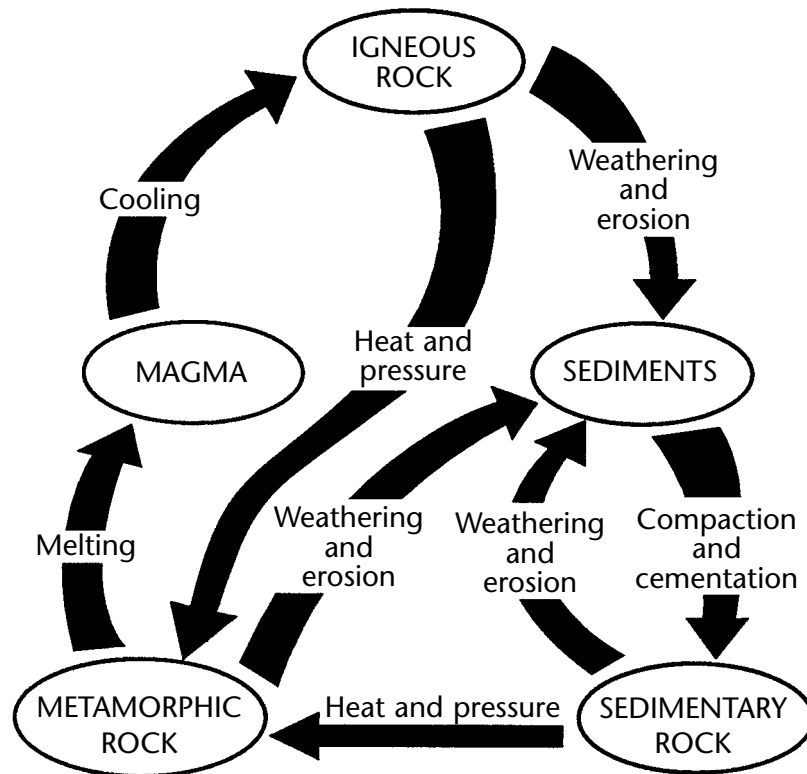 IGNEOUS
ROCK
Weathering
and
erosion
Cooling
Heat and
pressure
MAGMA
SEDIMENTS
Melting
Weathering
and
erosion
Weathering
and
erosion
Compaction
and
cementation
METAMORPHIC
ROCK
Heat and pressure
SEDIMENTARY
ROCK